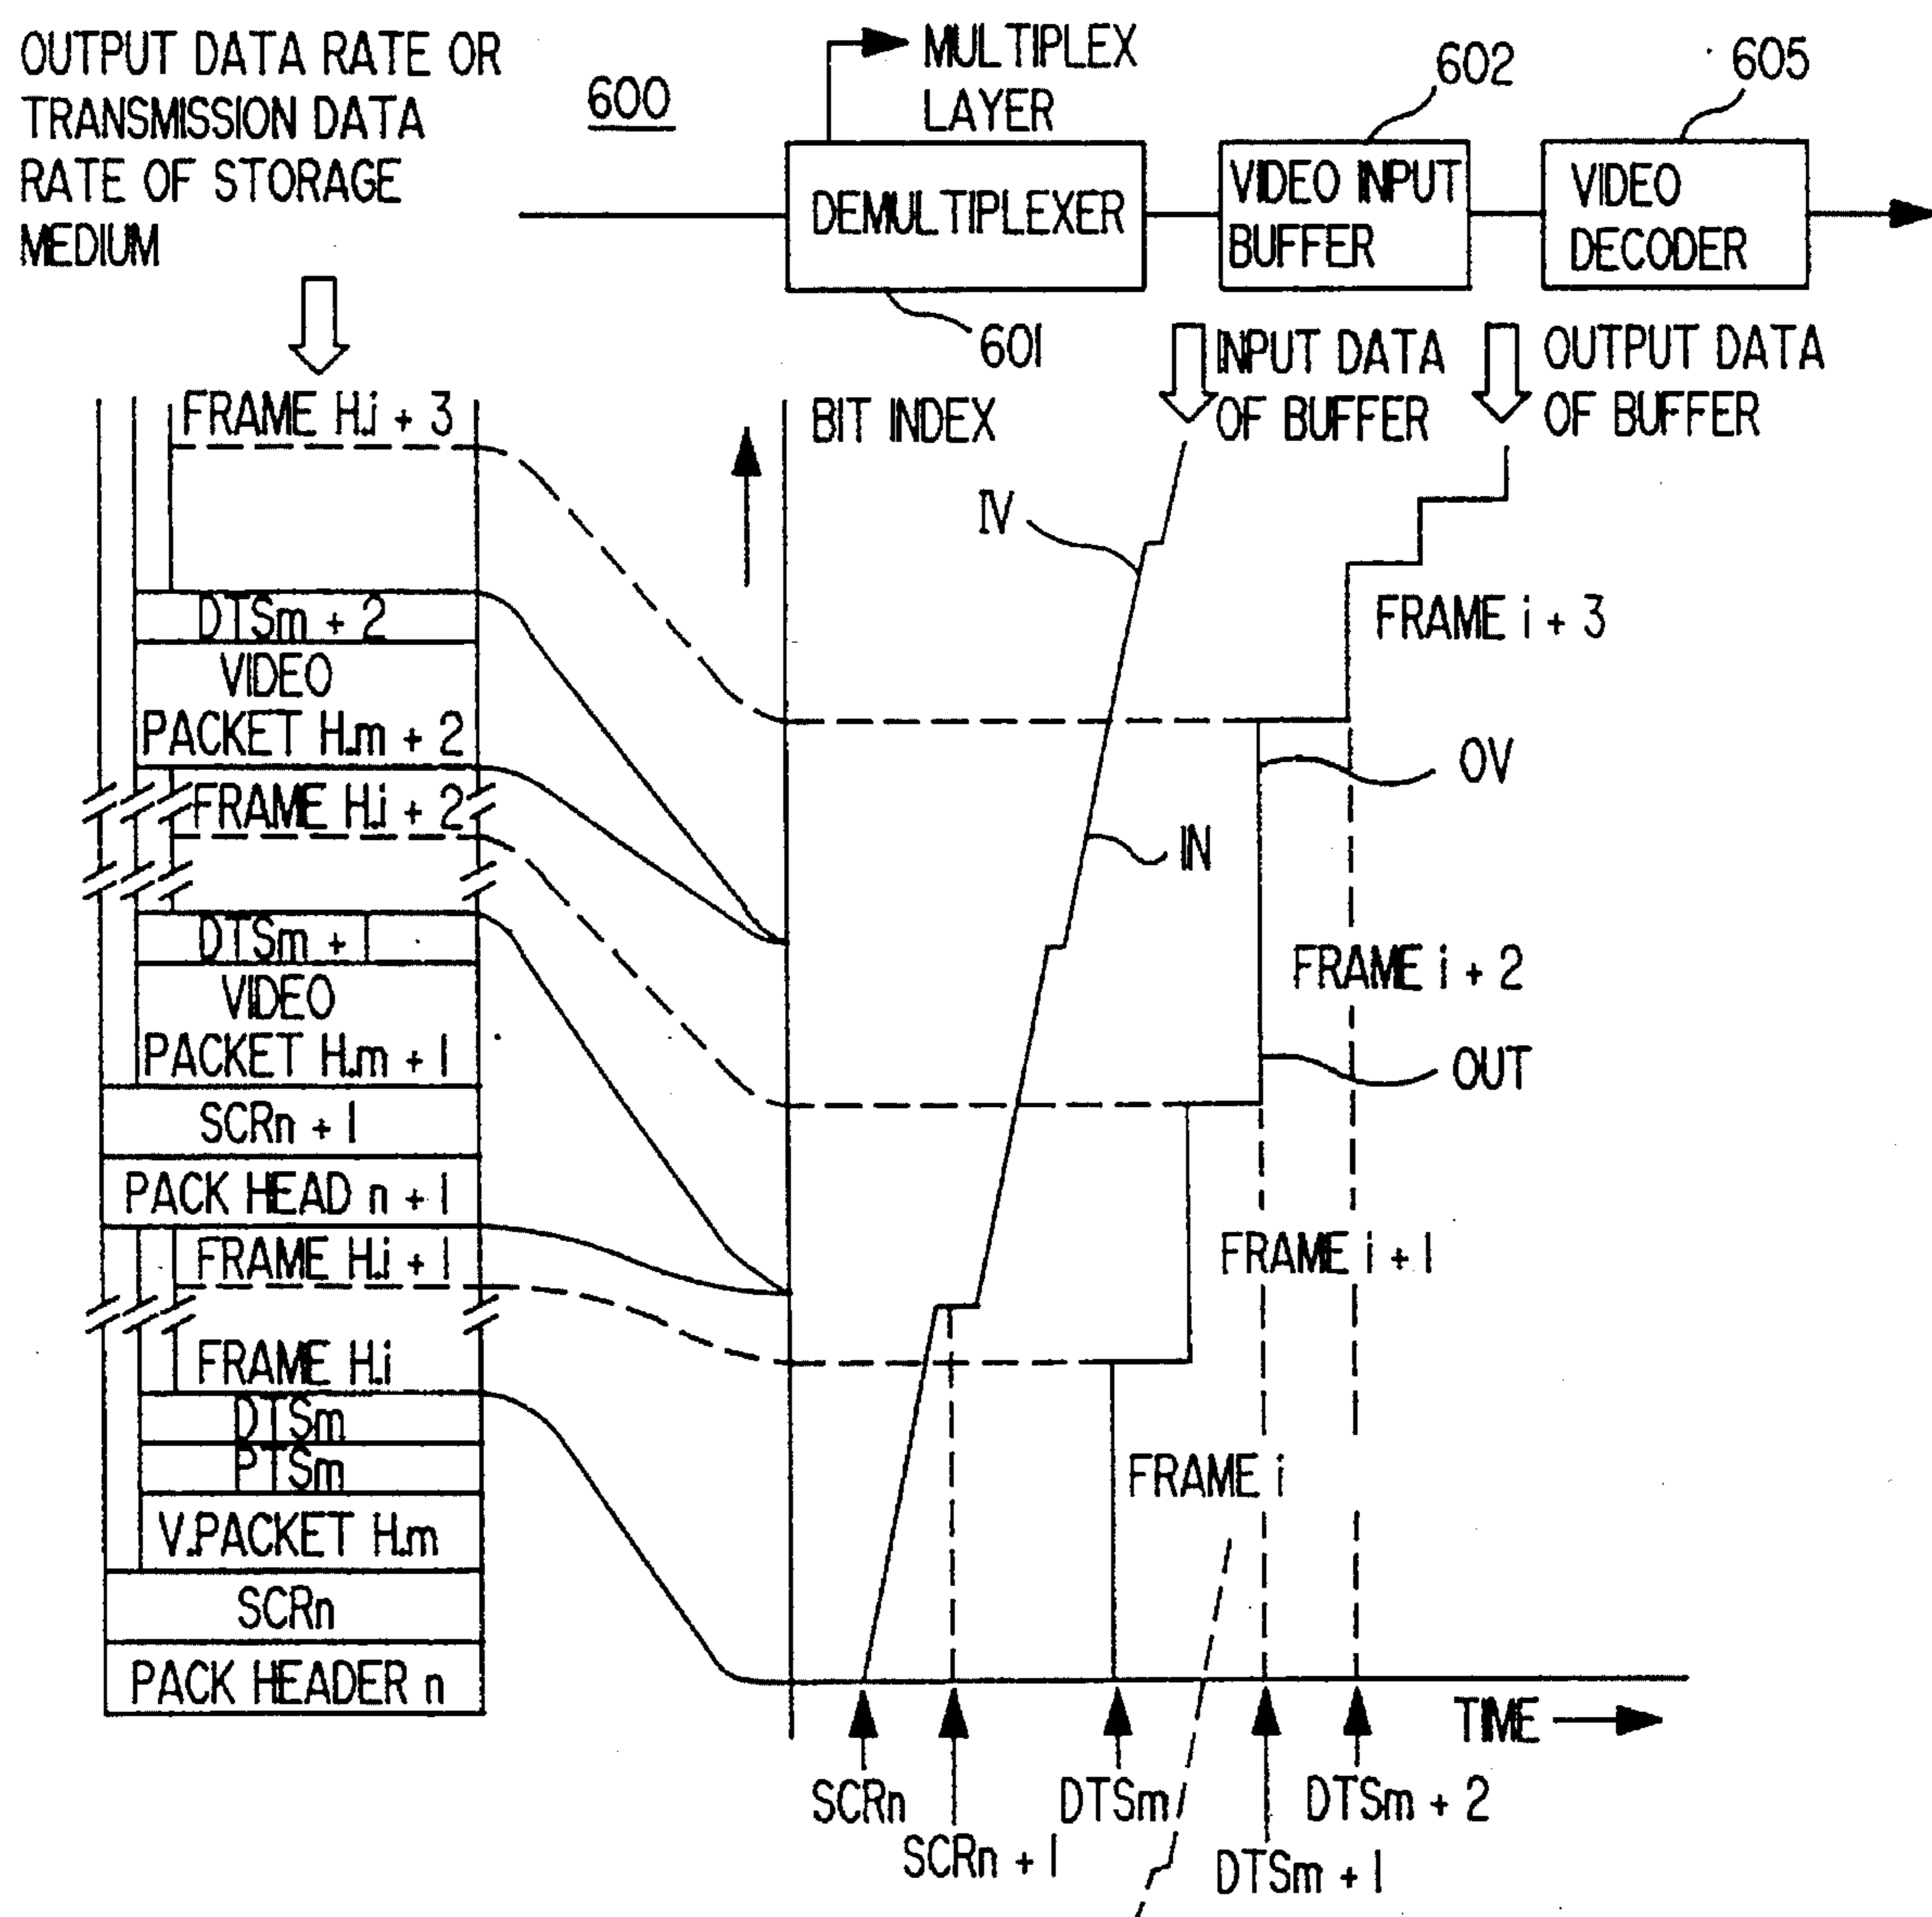 OUTPUT DATA RATE OR
TRANSMISSION DATA
RATE OF STORAGE
MEDIUM
600
MULTIPLEX
LAYER
602
605
DEMULTIPLEXER
VIDEO INPUT
BUFFER
VIDEO
DECODER
601
INPUT DATA
OF BUFFER
OUTPUT DATA
OF BUFFER
FRAME H.i + 3
DTSm + 2
VIDEO
PACKET H.m + 2
FRAME H.i + 2
DTSm + 1
VIDEO
PACKET H.m + 1
SCRn + 1
PACK HEAD n + 1
FRAME H.i + 1
FRAME H.i
DTSm
PTSm
V.PACKET H.m
SCRn
PACK HEADER n
BIT INDEX
IV
FRAME i + 3
OV
IN
FRAME i + 2
OUT
FRAME i + 1
FRAME i
TIME
SCRn
SCRn + 1
DTSm
DTSm + 1
DTSm + 2